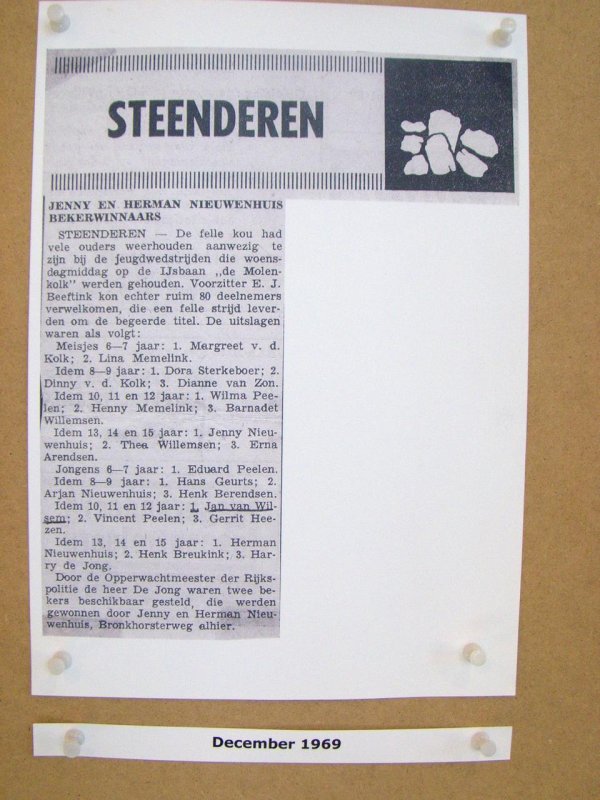 STEENDEREN
JENNY EN HERMAN NIEUWENHUIS
BEKERWINNAARS
STEENDEREN — De felle kou had
vele ouders weerhouden aanwezig te
zijn bij de jeugdwedstrijden die woens-
dagmiddag op de IJsbaan „de Molen-
kolk" werden gehouden. Voorzitter E. J.
Beeftink kon echter ruim 80 deelnemers
verwelkomen, die een felle strijd lever-
den om de begeerde titel. De uitslagen
waren als volgt:
Meisjes 6—7 jaar: 1. Margreet v. d.
Kolk; 2. Lina Memelink.
Idem 8—9 jaar: 1. Dora Sterkeboer; 2.
Dinny v. d. Kolk; 3. Dianne van Zon.
Idem 10, 11 en 12 jaar: 1. Wilma Pee-
len; 2. Henny Memelink; 3. Barnadet
Willemsen.
Idem 13, 14 en 15 jaar: 1. Jenny Nieu-
wenhuis; 2. Thea Willemsen; 3. Erna
Arendsen.
Jongens 6—7 jaar: 1. Eduard Peelen.
Idem 8—9 jaar: 1. Hans Geurts; 2.
Arjan Nieuwenhuis; 3. Henk Berendsen.
Idem 10, 11 en 12 jaar: 1. Jan van Wil-
sem; 2. Vincent Peelen; 3. Gerrit Hee-
zen.
Idem 13, 14 en 15 jaar: 1. Herman
Nieuwenhuis; 2. Henk Breukink; 3. Har-
ry de Jong.
Door de Opperwachtmeester der Rijks-
politie de heer De Jong waren twee be-
kers beschikbaar gesteld, die werden
gewonnen door Jenny en Herman Nieu-
wenhuis, Bronkhorsterweg alhier.
December 1969